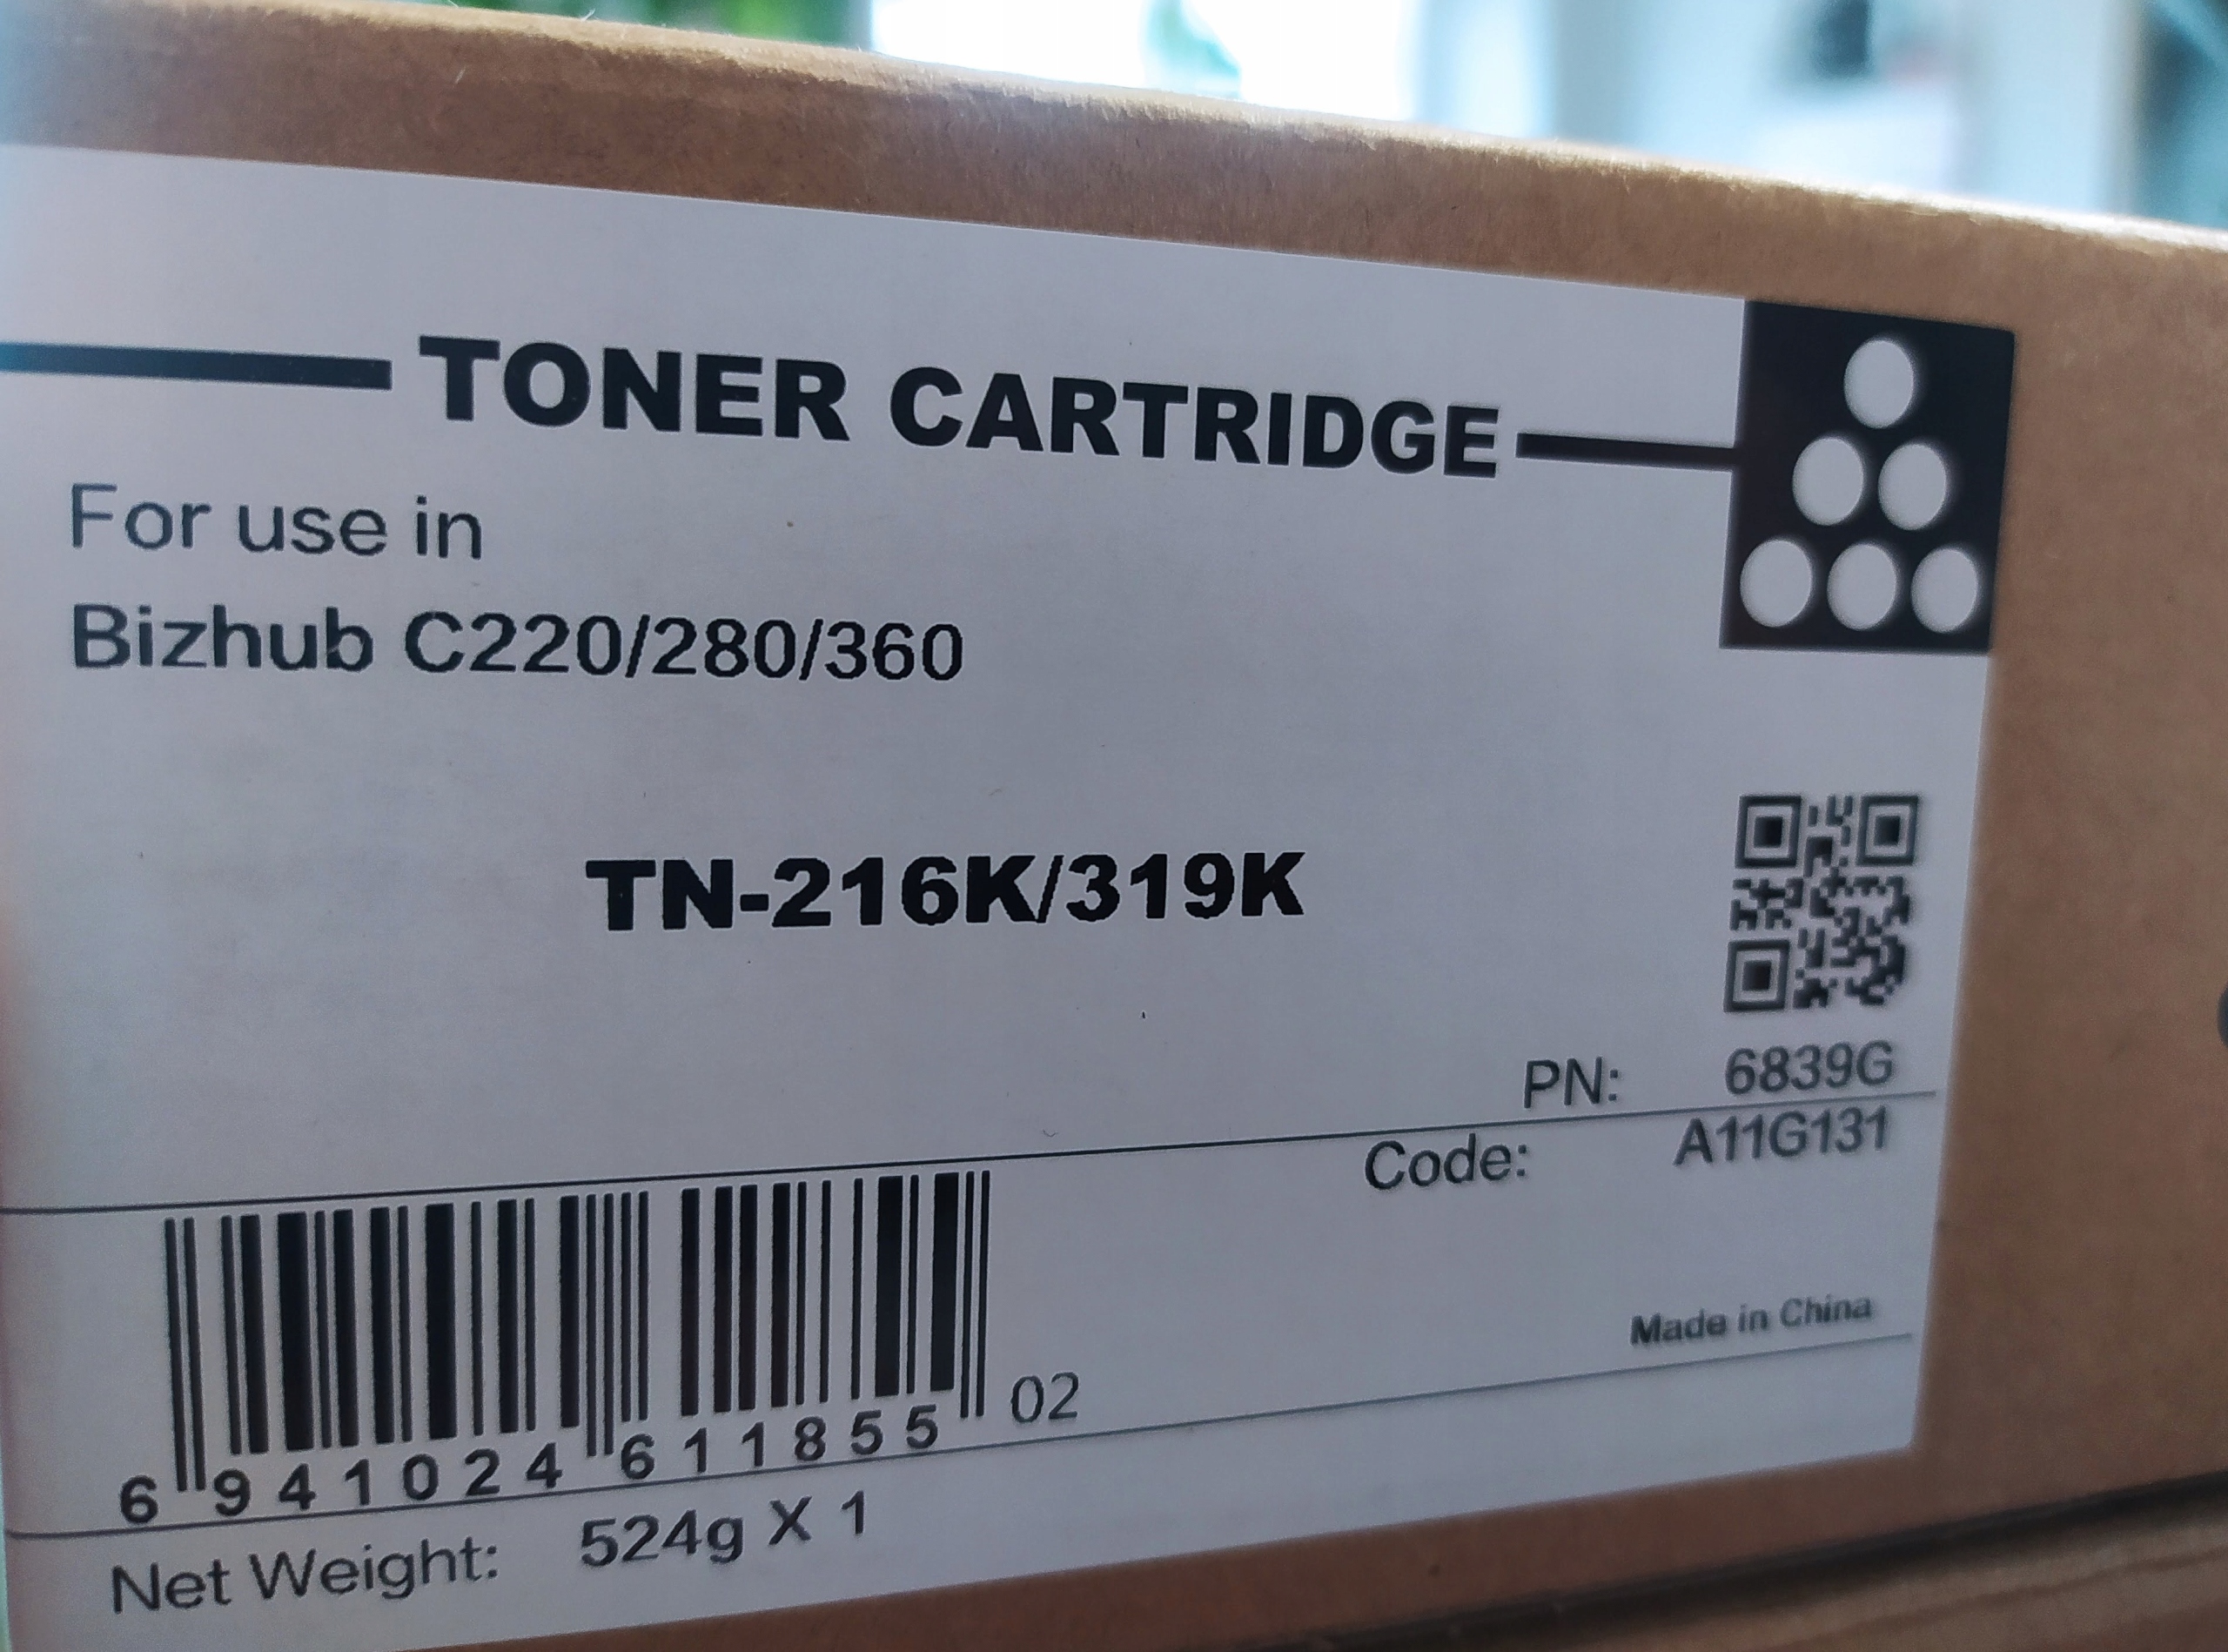 TONER CARTRIDGE
For use in
Bizhub C220/280/360
TN-216K/319K
PN: 6839G
Code: A11G131
Made in China
6 941024 611855 02
Net Weight: 524g X 1